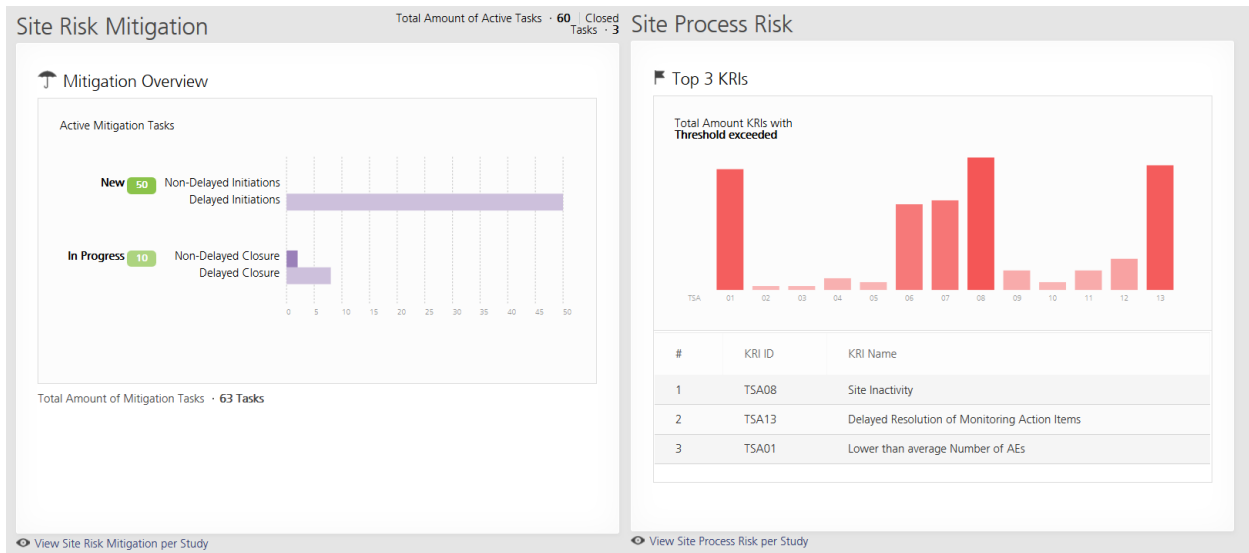 Site Risk Mitigation
Total Amount of Active Tasks · 60 | Closed
Tasks · 3
Mitigation Overview
Active Mitigation Tasks
New 50 Non-Delayed Initiations
Delayed Initiations
In Progress 10 Non-Delayed Closure
Delayed Closure
0 5 10 15 20 25 30 35 40 45 50
Total Amount of Mitigation Tasks · 63 Tasks
View Site Risk Mitigation per Study
Site Process Risk
Top 3 KRIs
Total Amount KRIs with
Threshold exceeded
TSA 01 02 03 04 05 06 07 08 09 10 11 12 13
# KRI ID KRI Name
1 TSA08 Site Inactivity
2 TSA13 Delayed Resolution of Monitoring Action Items
3 TSA01 Lower than average Number of AEs
View Site Process Risk per Study